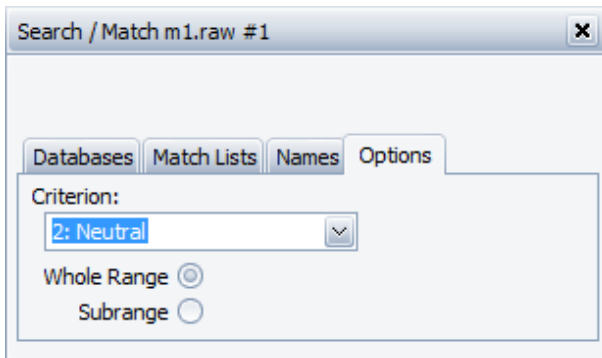 Search / Match m1.raw #1
Databases Match Lists Names Options
Criterion:
2: Neutral
Whole Range
Subrange